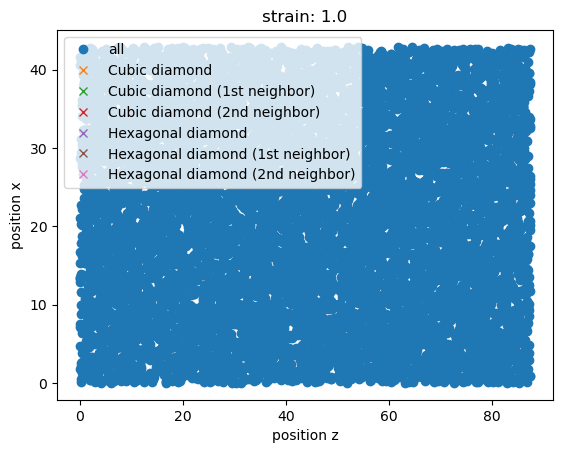 strain: 1.0
all
Cubic diamond
Cubic diamond (1st neighbor)
Cubic diamond (2nd neighbor)
Hexagonal diamond
Hexagonal diamond (1st neighbor)
Hexagonal diamond (2nd neighbor)
40
30
20
10
0
position x
0 20 40 60 80
position z